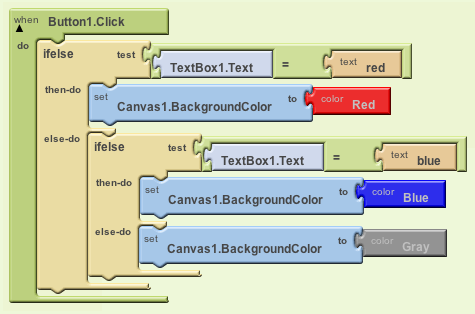 when Button1.Click
do ifelse test TextBox1.Text = text red
then-do set Canvas1.BackgroundColor to color Red
else-do ifelse test TextBox1.Text = text blue
then-do set Canvas1.BackgroundColor to color Blue
else-do set Canvas1.BackgroundColor to color Gray